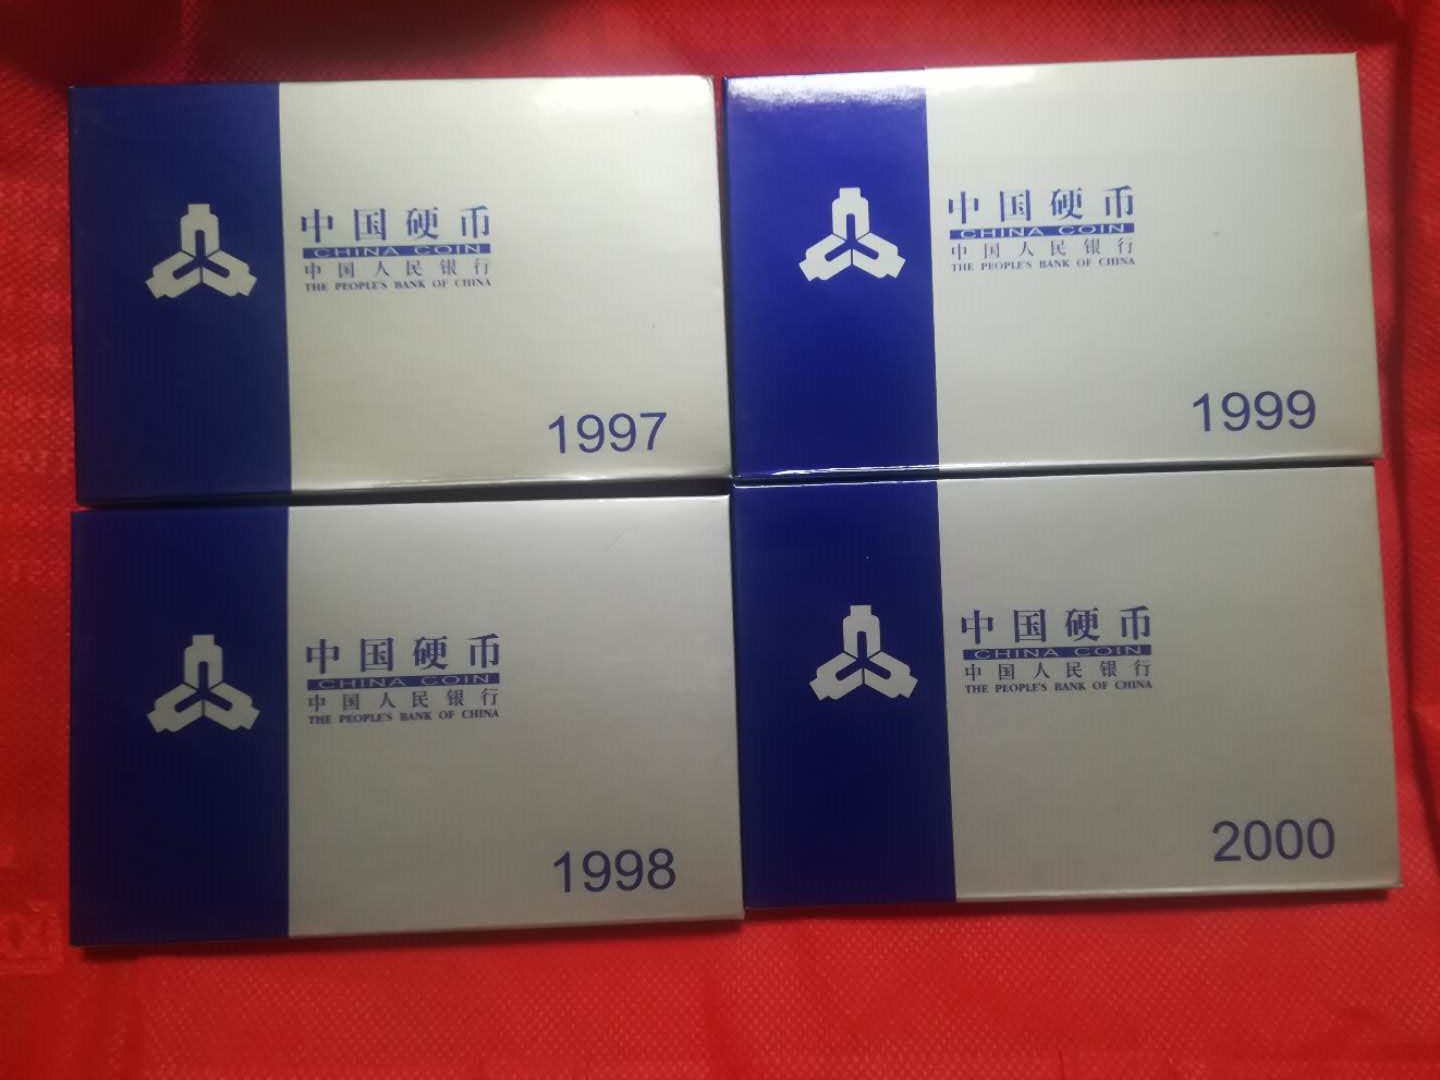 中国硬币
CHINA COIN
中国人民银行
THE PEOPLE'S BANK OF CHINA
1997
中国硬币
CHINA COIN
中国人民银行
THE PEOPLE'S BANK OF CHINA
1999
中国硬币
CHINA COIN
中国人民银行
THE PEOPLE'S BANK OF CHINA
1998
中国硬币
CHINA COIN
中国人民银行
THE PEOPLE'S BANK OF CHINA
2000